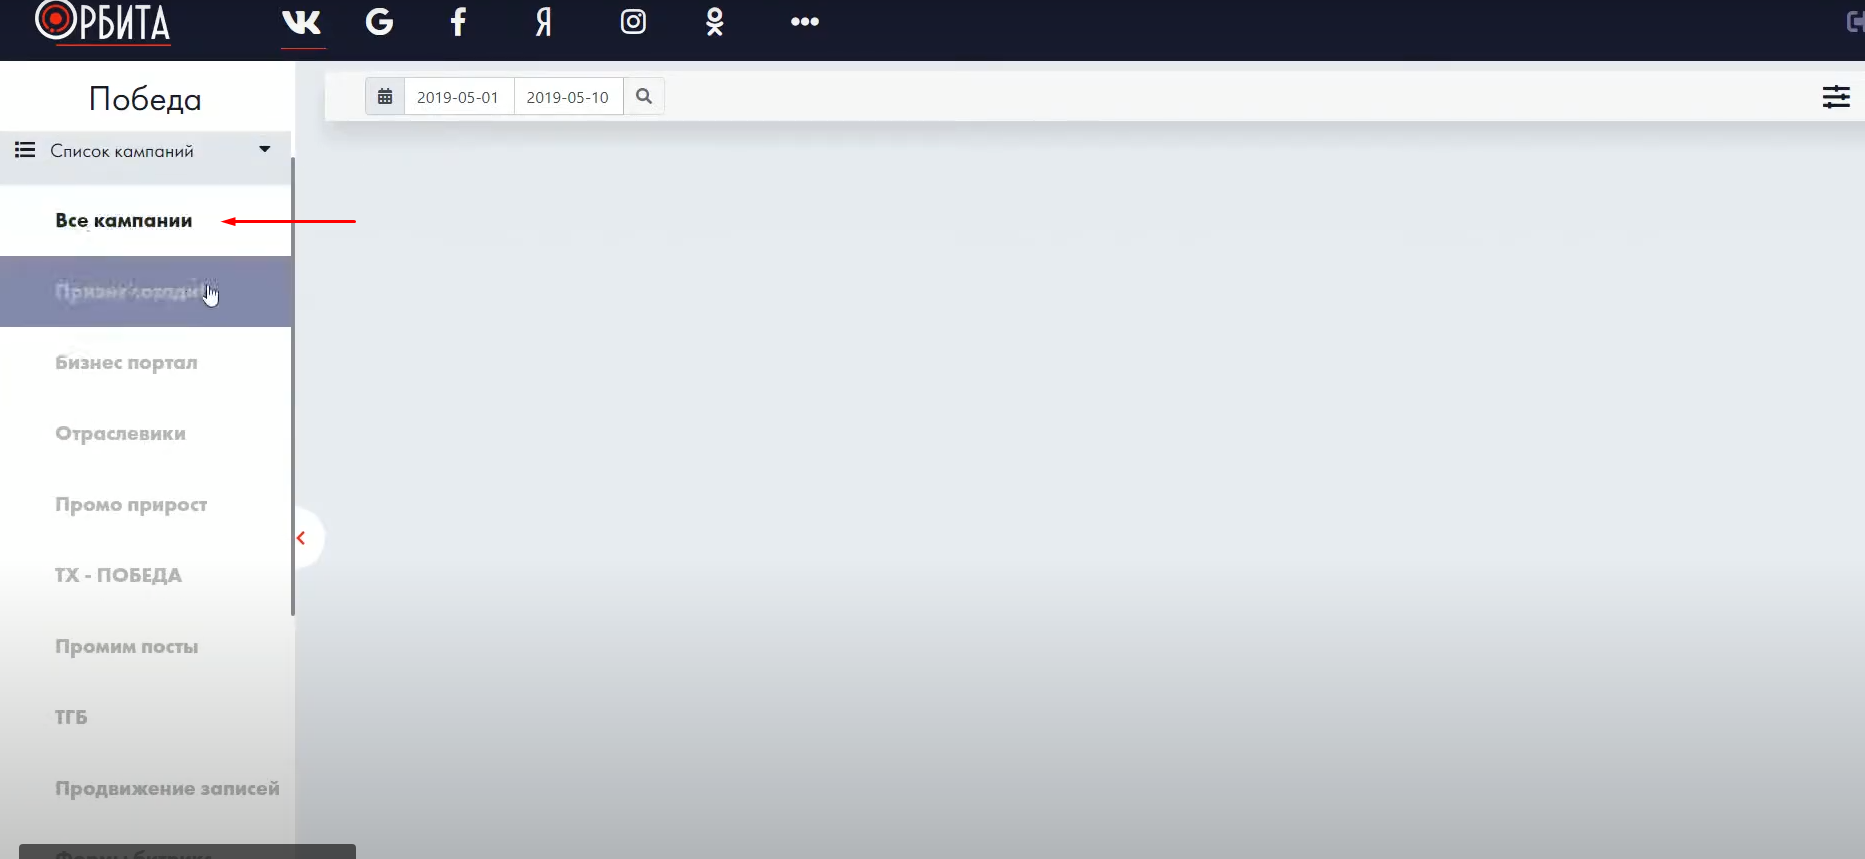 ОРБИТА
Победа
2019-05-01 2019-05-10
Список кампаний
Все кампании
Бизнес портал
Отраслевики
Промо прирост
ТХ - ПОБЕДА
Промим посты
ТГБ
Продвижение записей